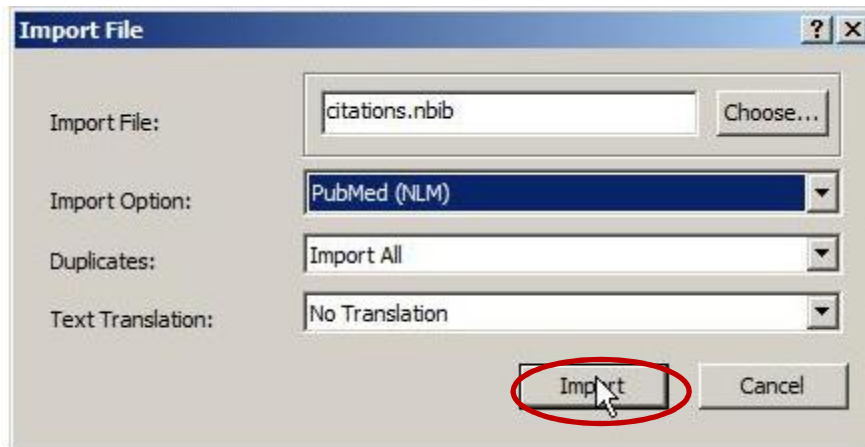 Import File
Import File:
citations.nbib
Choose...
Import Option:
PubMed (NLM)
Duplicates:
Import All
Text Translation:
No Translation
Import
Cancel